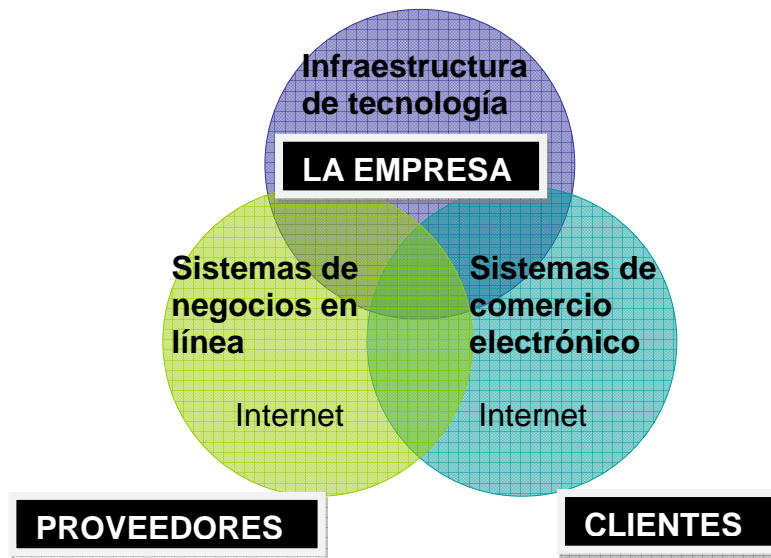 Infraestructura
de tecnología
LA EMPRESA
Sistemas de
negocios en
línea
Sistemas de
comercio
electrónico
Internet
Internet
PROVEEDORES
CLIENTES